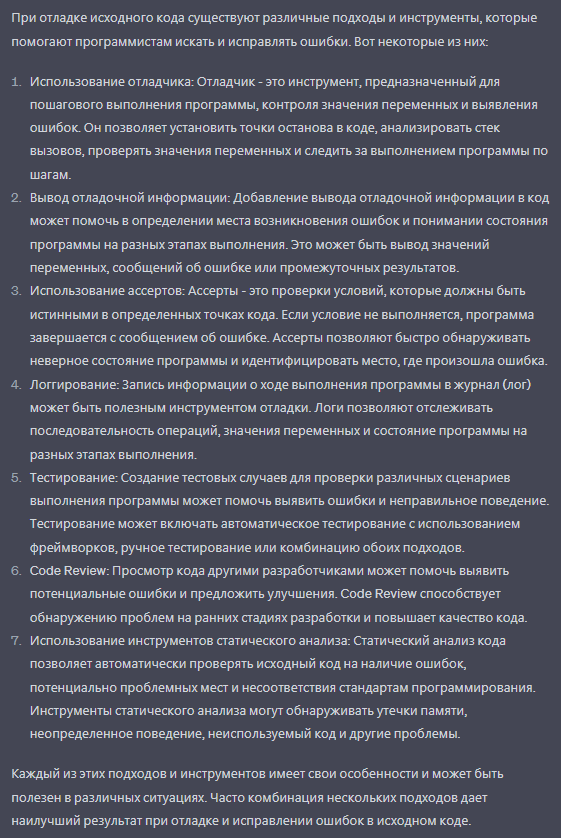 При отладке исходного кода существуют различные подходы и инструменты, которые
помогают программистам искать и исправлять ошибки. Вот некоторые из них:
1. Использование отладчика: Отладчик - это инструмент, предназначенный для
пошагового выполнения программы, контроля значения переменных и выявления
ошибок. Он позволяет установить точки останова в коде, анализировать стек
вызовов, проверять значения переменных и следить за выполнением программы по
шагам.
2. Вывод отладочной информации: Добавление вывода отладочной информации в код
может помочь в определении места возникновения ошибок и понимании состояния
программы на разных этапах выполнения. Это может быть вывод значений
переменных, сообщений об ошибке или промежуточных результатов.
3. Использование ассертов: Ассерты - это проверки условий, которые должны быть
истинными в определенных точках кода. Если условие не выполняется, программа
завершается с сообщением об ошибке. Ассерты позволяют быстро обнаруживать
неверное состояние программы и идентифицировать место, где произошла ошибка.
4. Логгирование: Запись информации о ходе выполнения программы в журнал (лог)
может быть полезным инструментом отладки. Логи позволяют отслеживать
последовательность операций, значения переменных и состояние программы на
разных этапах выполнения.
5. Тестирование: Создание тестовых случаев для проверки различных сценариев
выполнения программы может помочь выявить ошибки и неправильное поведение.
Тестирование может включать автоматическое тестирование с использованием
фреймворков, ручное тестирование или комбинацию обоих подходов.
6. Code Review: Просмотр кода другими разработчиками может помочь выявить
потенциальные ошибки и предложить улучшения. Code Review способствует
обнаружению проблем на ранних стадиях разработки и повышает качество кода.
7. Использование инструментов статического анализа: Статический анализ кода
позволяет автоматически проверять исходный код на наличие ошибок,
потенциально проблемных мест и несоответствия стандартам программирования.
Инструменты статического анализа могут обнаруживать утечки памяти,
неопределенное поведение, неиспользуемый код и другие проблемы.
Каждый из этих подходов и инструментов имеет свои особенности и может быть
полезен в различных ситуациях. Часто комбинация нескольких подходов дает
наилучший результат при отладке и исправлении ошибок в исходном коде.